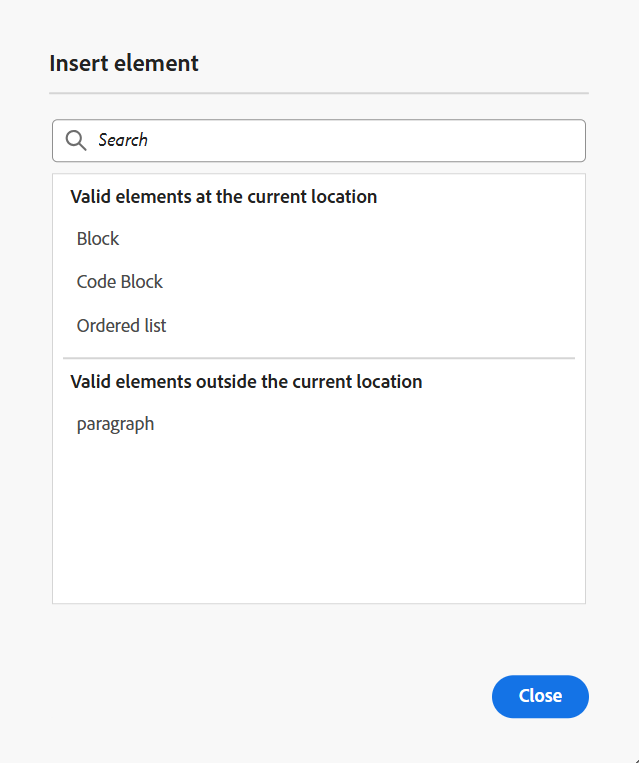 Insert element
Search
Valid elements at the current location
Block
Code Block
Ordered list
Valid elements outside the current location
paragraph
Close